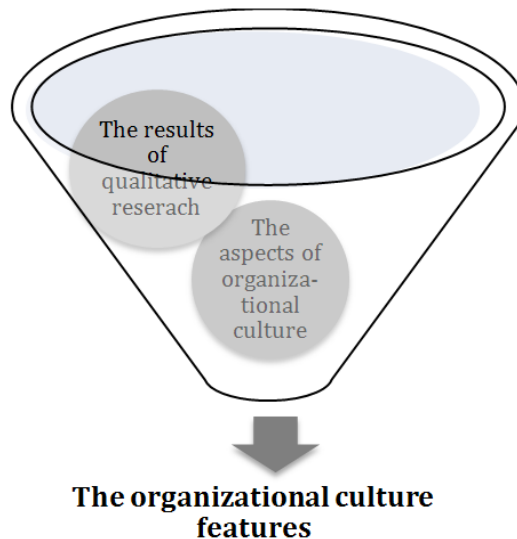 The results
of
qualitative
reserach
The
aspects of
organiza-
tional
culture
The organizational culture
features